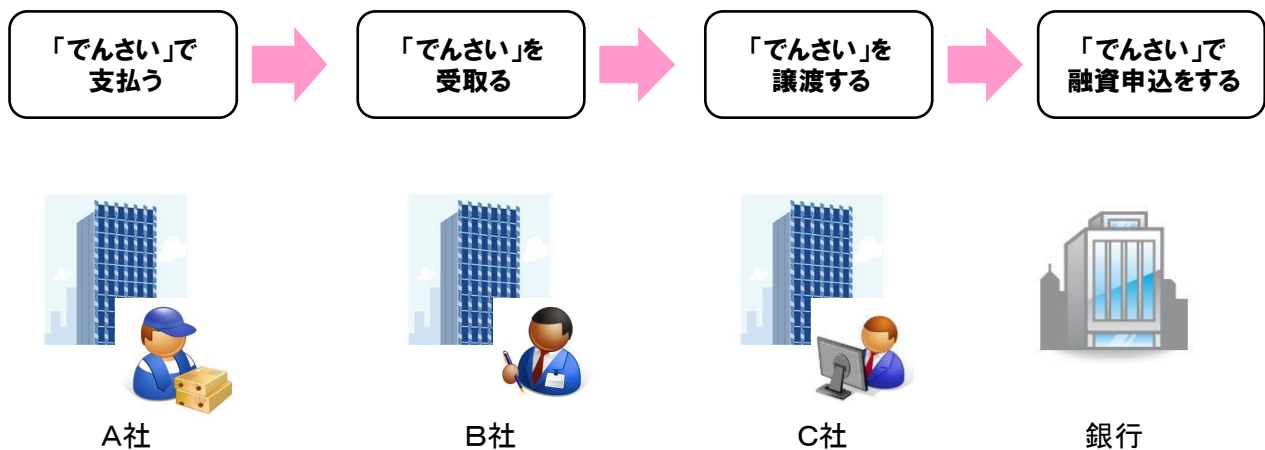 「でんさい」で
支払う
「でんさい」を
受取る
「でんさい」を
譲渡する
「でんさい」で
融資申込をする
A社
B社
C社
銀行